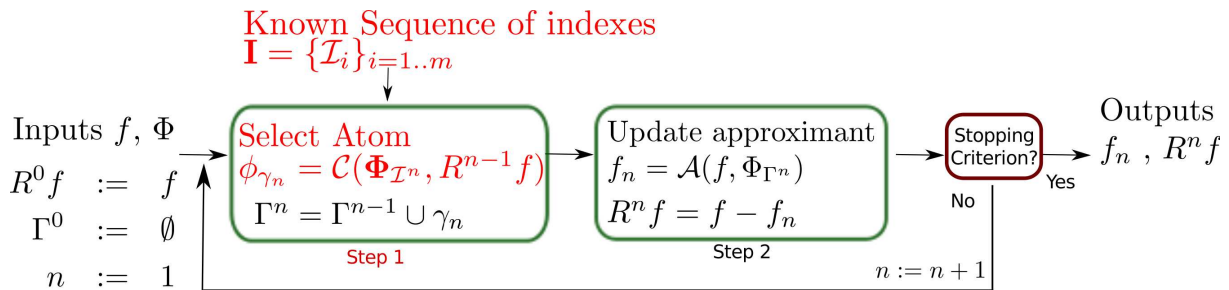 Known Sequence of indexes
𝐈 = {ℐ_i}_{i=1..m}
Inputs f, Φ
R^0 f := f
Γ^0 := ∅
n := 1
Select Atom
ϕ_{γ_n} = 𝒞(𝚽_{ℐ^n}, R^{n−1} f)
Γ^n = Γ^{n−1} ∪ γ_n
Step 1
Update approximant
f_n = 𝒜(f, Φ_{Γ^n})
R^n f = f − f_n
Step 2
Stopping
Criterion?
No
Yes
n := n + 1
Outputs
f_n , R^n f